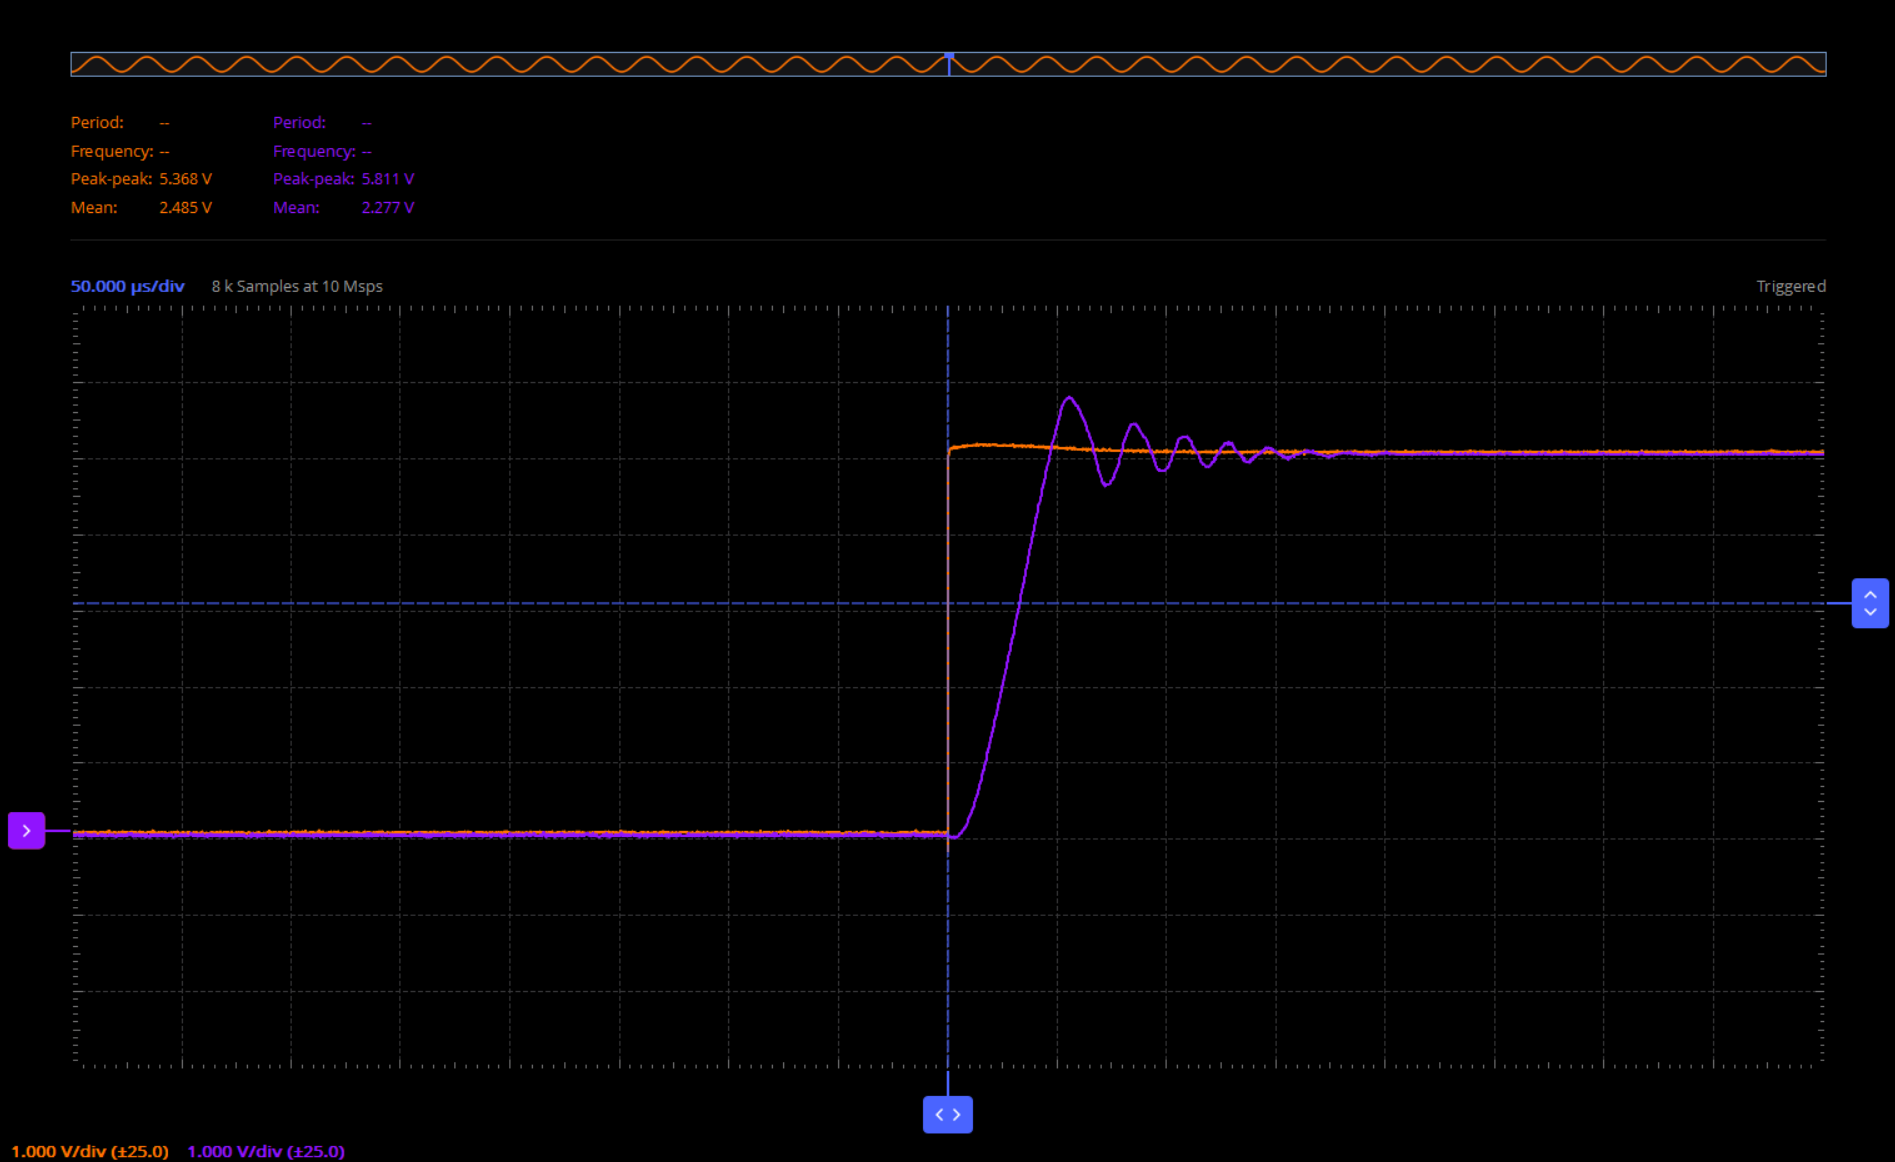 Period: -- Period: --
Frequency: -- Frequency: --
Peak-peak: 5.368 V Peak-peak: 5.811 V
Mean: 2.485 V Mean: 2.277 V
50.000 µs/div 8 k Samples at 10 Msps Triggered
1.000 V/div (±25.0) 1.000 V/div (±25.0)